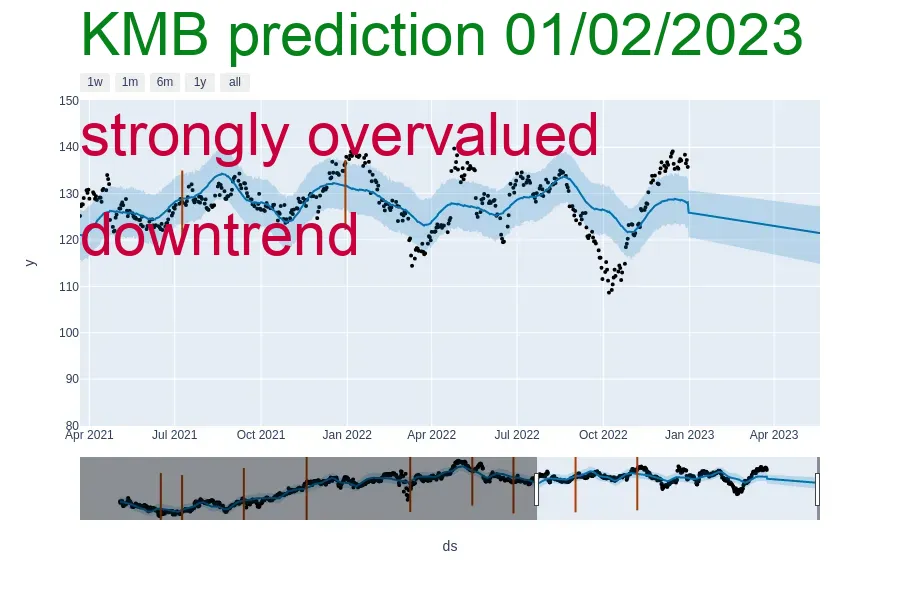 KMB prediction 01/02/2023
1w 1m 6m 1y all
150
strongly overvalued
140
130
downtrend
120
y
110
100
90
80
Apr 2021 Jul 2021 Oct 2021 Jan 2022 Apr 2022 Jul 2022 Oct 2022 Jan 2023 Apr 2023
ds